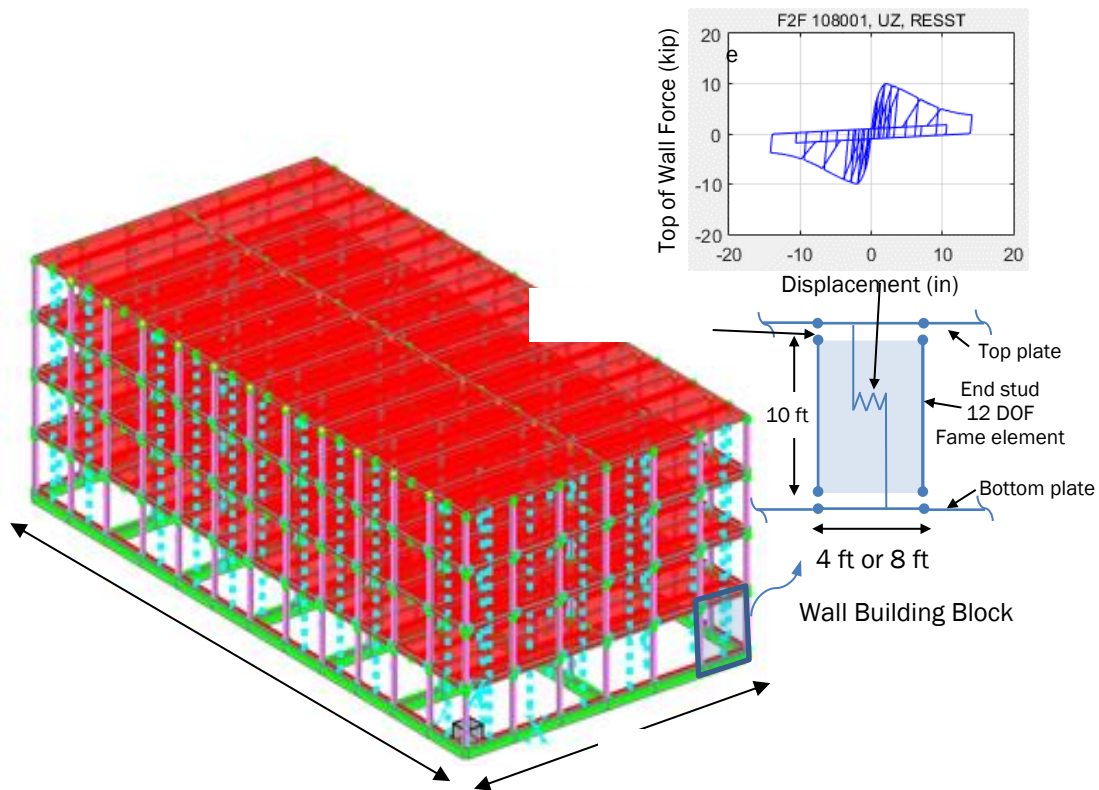 F2F 108001, UZ, RESST
Top of Wall Force (kip)
e
20
10
0
-10
-20
-20
-10
0
10
20
Displacement (in)
Top plate
10 ft
End stud
12 DOF
Fame element
Bottom plate
4 ft or 8 ft
Wall Building Block